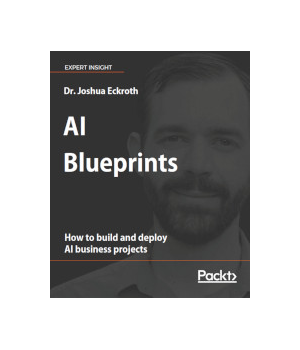 EXPERT INSIGHT
Dr. Joshua Eckroth
AI
Blueprints
How to build and deploy
AI business projects
Packt>